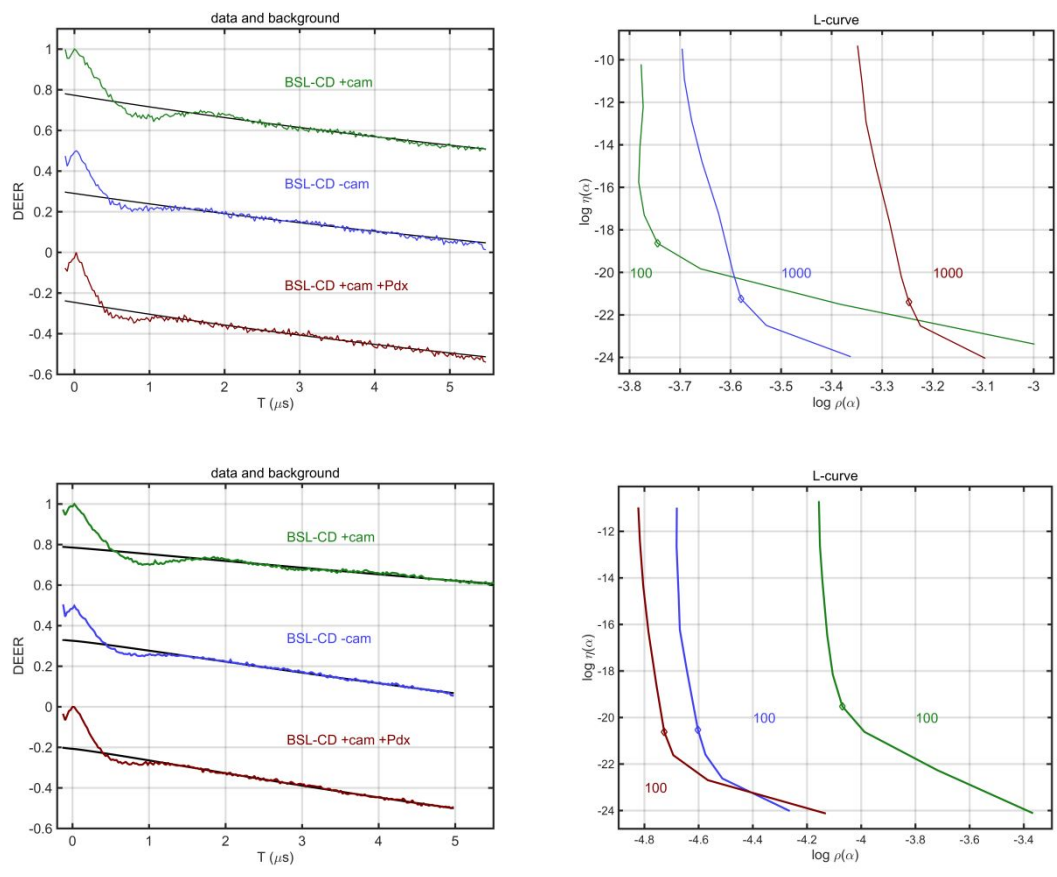 data and background
1
0.8
0.6
0.4
0.2
0
-0.2
-0.4
-0.6
DEER
BSL-CD +cam
BSL-CD -cam
BSL-CD +cam +Pdx
0 1 2 3 4 5
T (μs)
L-curve
-10
-12
-14
-16
-18
-20
-22
-24
log η(α)
100
1000
1000
-3.8 -3.7 -3.6 -3.5 -3.4 -3.3 -3.2 -3.1 -3
log ρ(α)
data and background
1
0.8
0.6
0.4
0.2
0
-0.2
-0.4
-0.6
DEER
BSL-CD +cam
BSL-CD -cam
BSL-CD +cam +Pdx
0 1 2 3 4 5
T (μs)
L-curve
-12
-14
-16
-18
-20
-22
-24
log η(α)
100
100
100
-4.8 -4.6 -4.4 -4.2 -4 -3.8 -3.6 -3.4
log ρ(α)